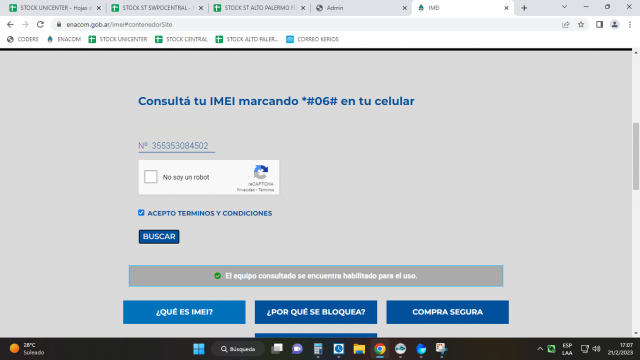 STOCK UNICENTER - Hojas d
STOCK ST SWPOCENTRAL -
STOCK ST ALTO PALERMO F
Admin
IMEI
enacom.gob.ar/imei#contenedorSite
CODERS
ENACOM
STOCK UNICENTER
STOCK CENTRAL
STOCK ALTO PALER...
CORREO KERIOS
Consultá tu IMEI marcando *#06# en tu celular
Nº 355353084502
No soy un robot
reCAPTCHA
Privacidad - Términos
ACEPTO TERMINOS Y CONDICIONES
BUSCAR
El equipo consultado se encuentra habilitado para el uso.
¿QUÉ ES IMEI?
¿POR QUÉ SE BLOQUEA?
COMPRA SEGURA
28°C
Soleado
Búsqueda
ESP
LAA
17:07
21/2/2023